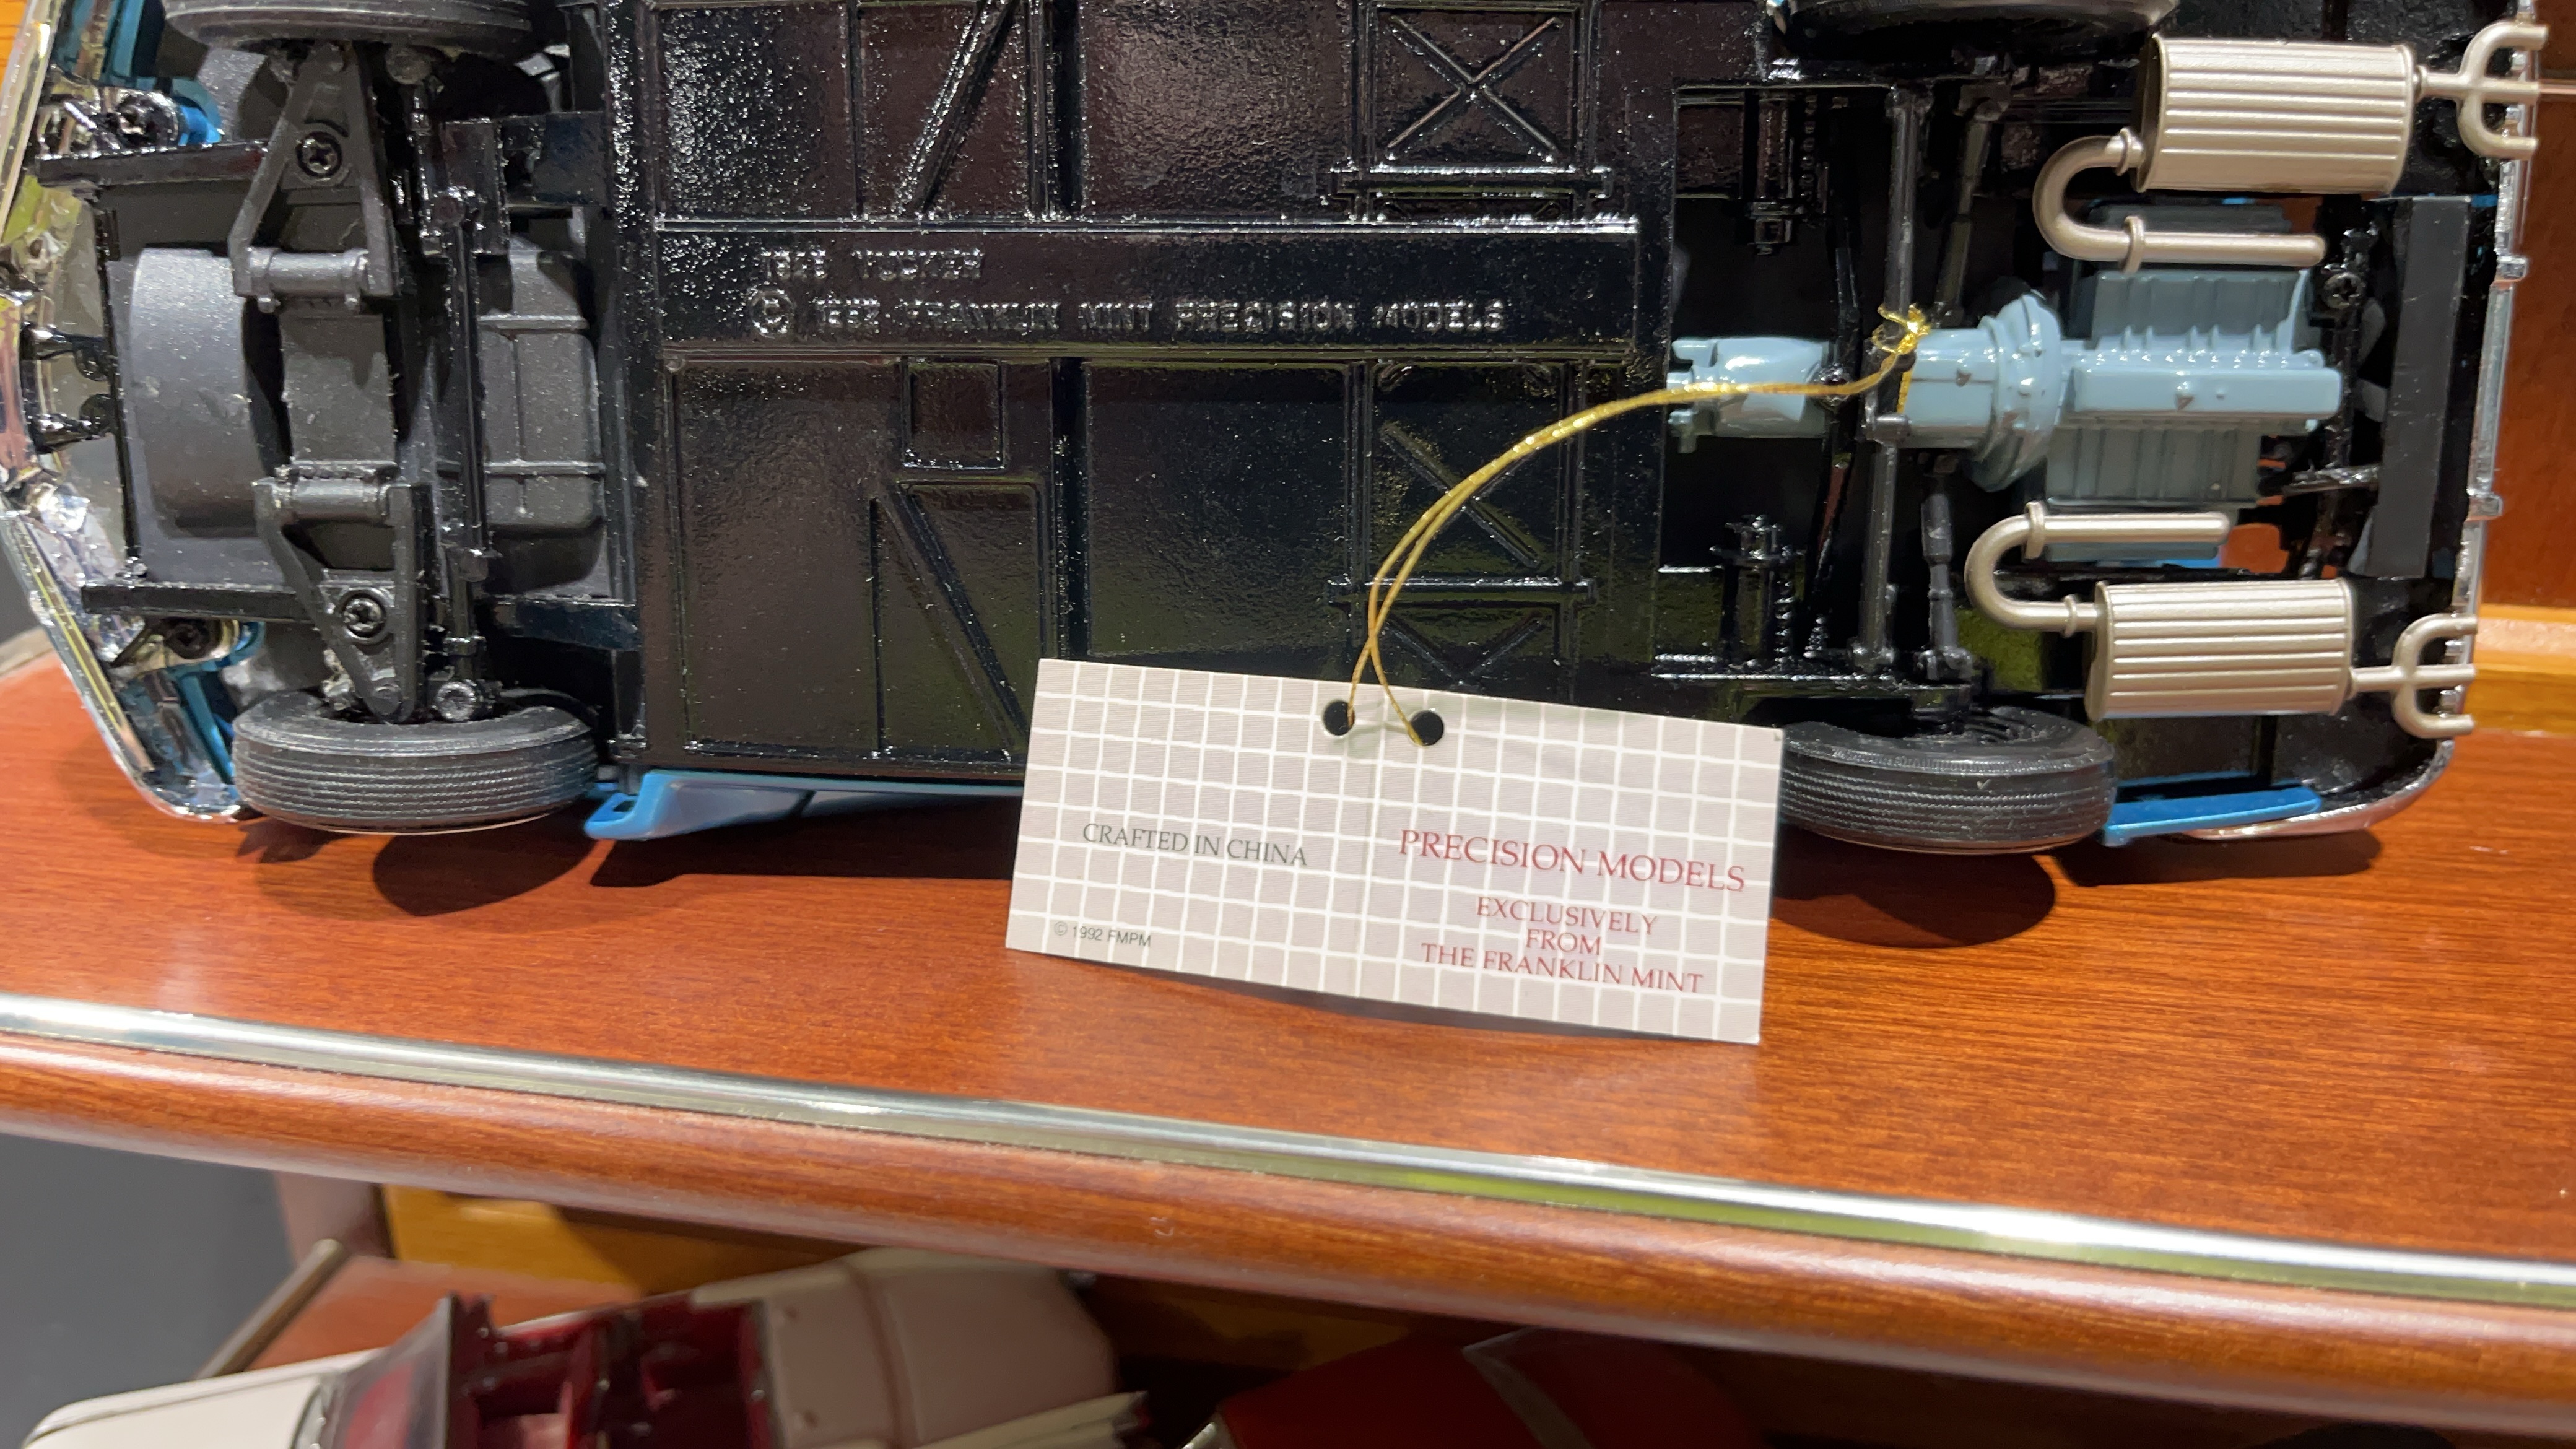 1948 TUCKER
© 1992 FRANKLIN MINT PRECISION MODELS
CRAFTED IN CHINA
© 1992 FMPM
PRECISION MODELS
EXCLUSIVELY
FROM
THE FRANKLIN MINT